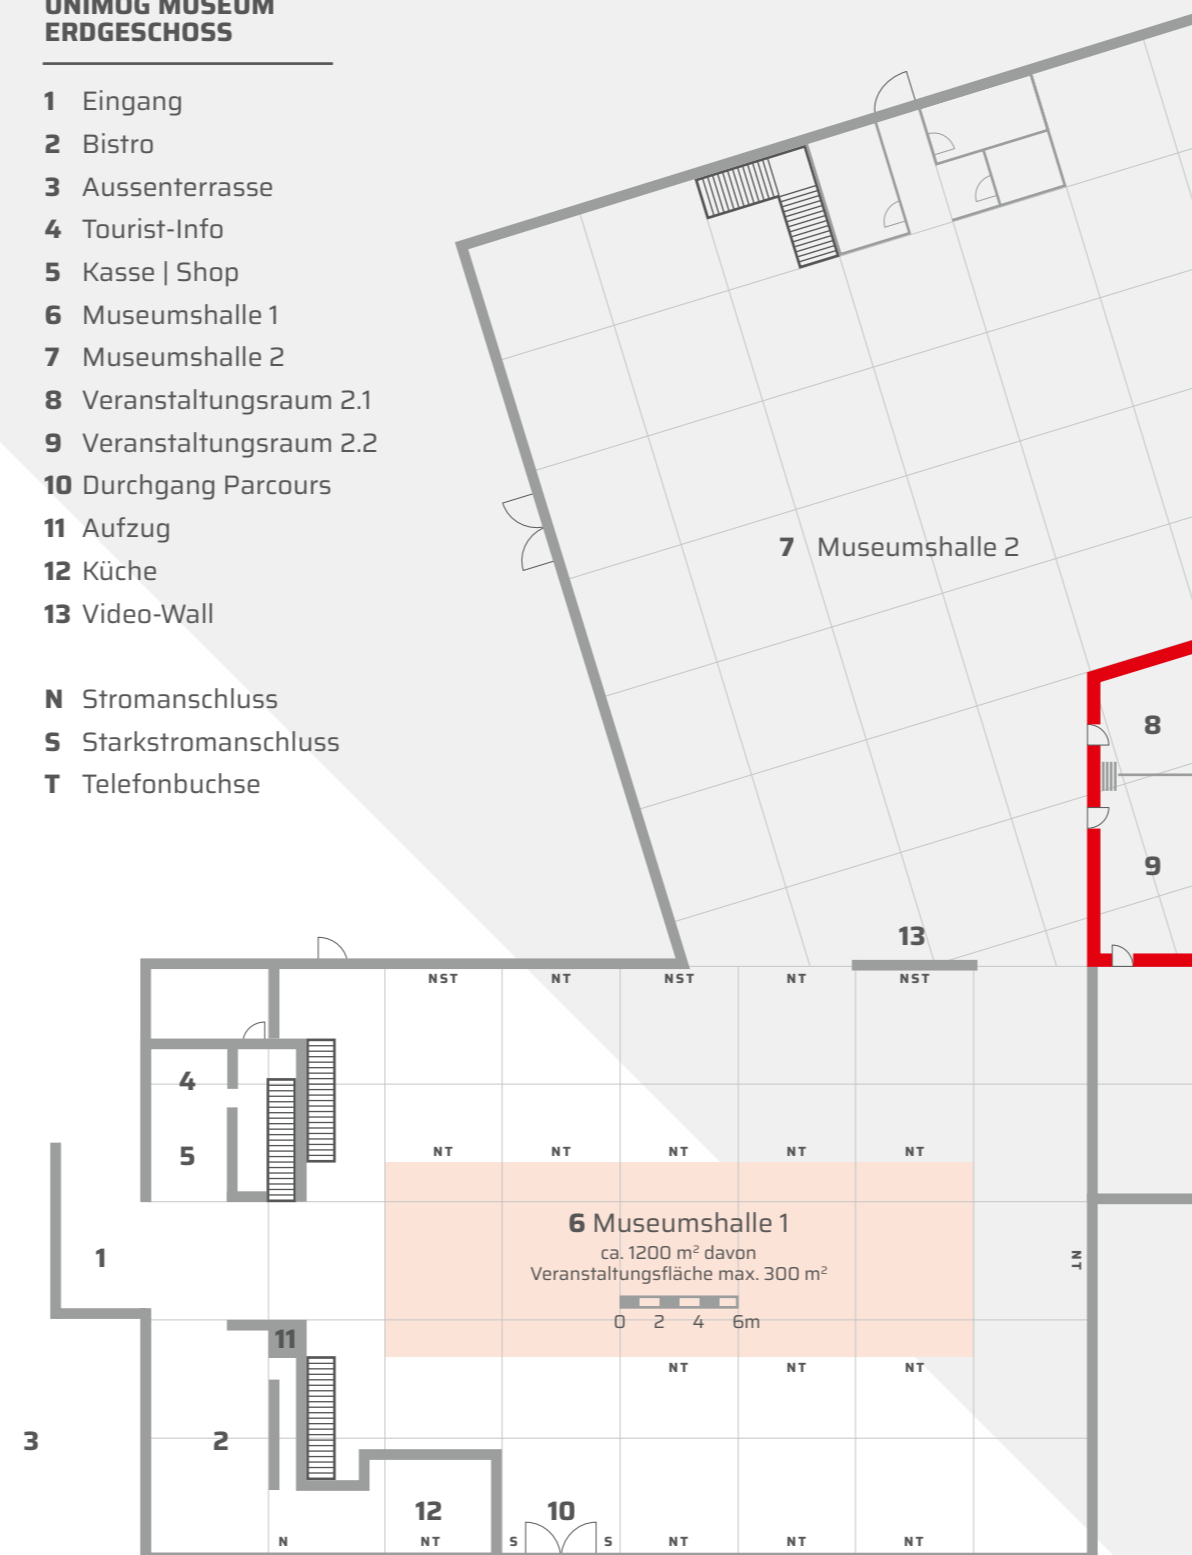 UNIMOG MUSEUM
ERDGESCHOSS
1 Eingang
2 Bistro
3 Aussenterrasse
4 Tourist-Info
5 Kasse | Shop
6 Museumshalle 1
7 Museumshalle 2
8 Veranstaltungsraum 2.1
9 Veranstaltungsraum 2.2
10 Durchgang Parcours
11 Aufzug
12 Küche
13 Video-Wall
N Stromanschluss
S Starkstromanschluss
T Telefonbuchse
7 Museumshalle 2
8
9
13
NST NT NST NT NST
4
NT NT NT NT NT
5
6 Museumshalle 1
ca. 1200 m² davon
Veranstaltungsfläche max. 300 m²
0 2 4 6m
NT
1
11
NT NT NT
3
2
12
10
N NT S S NT NT NT